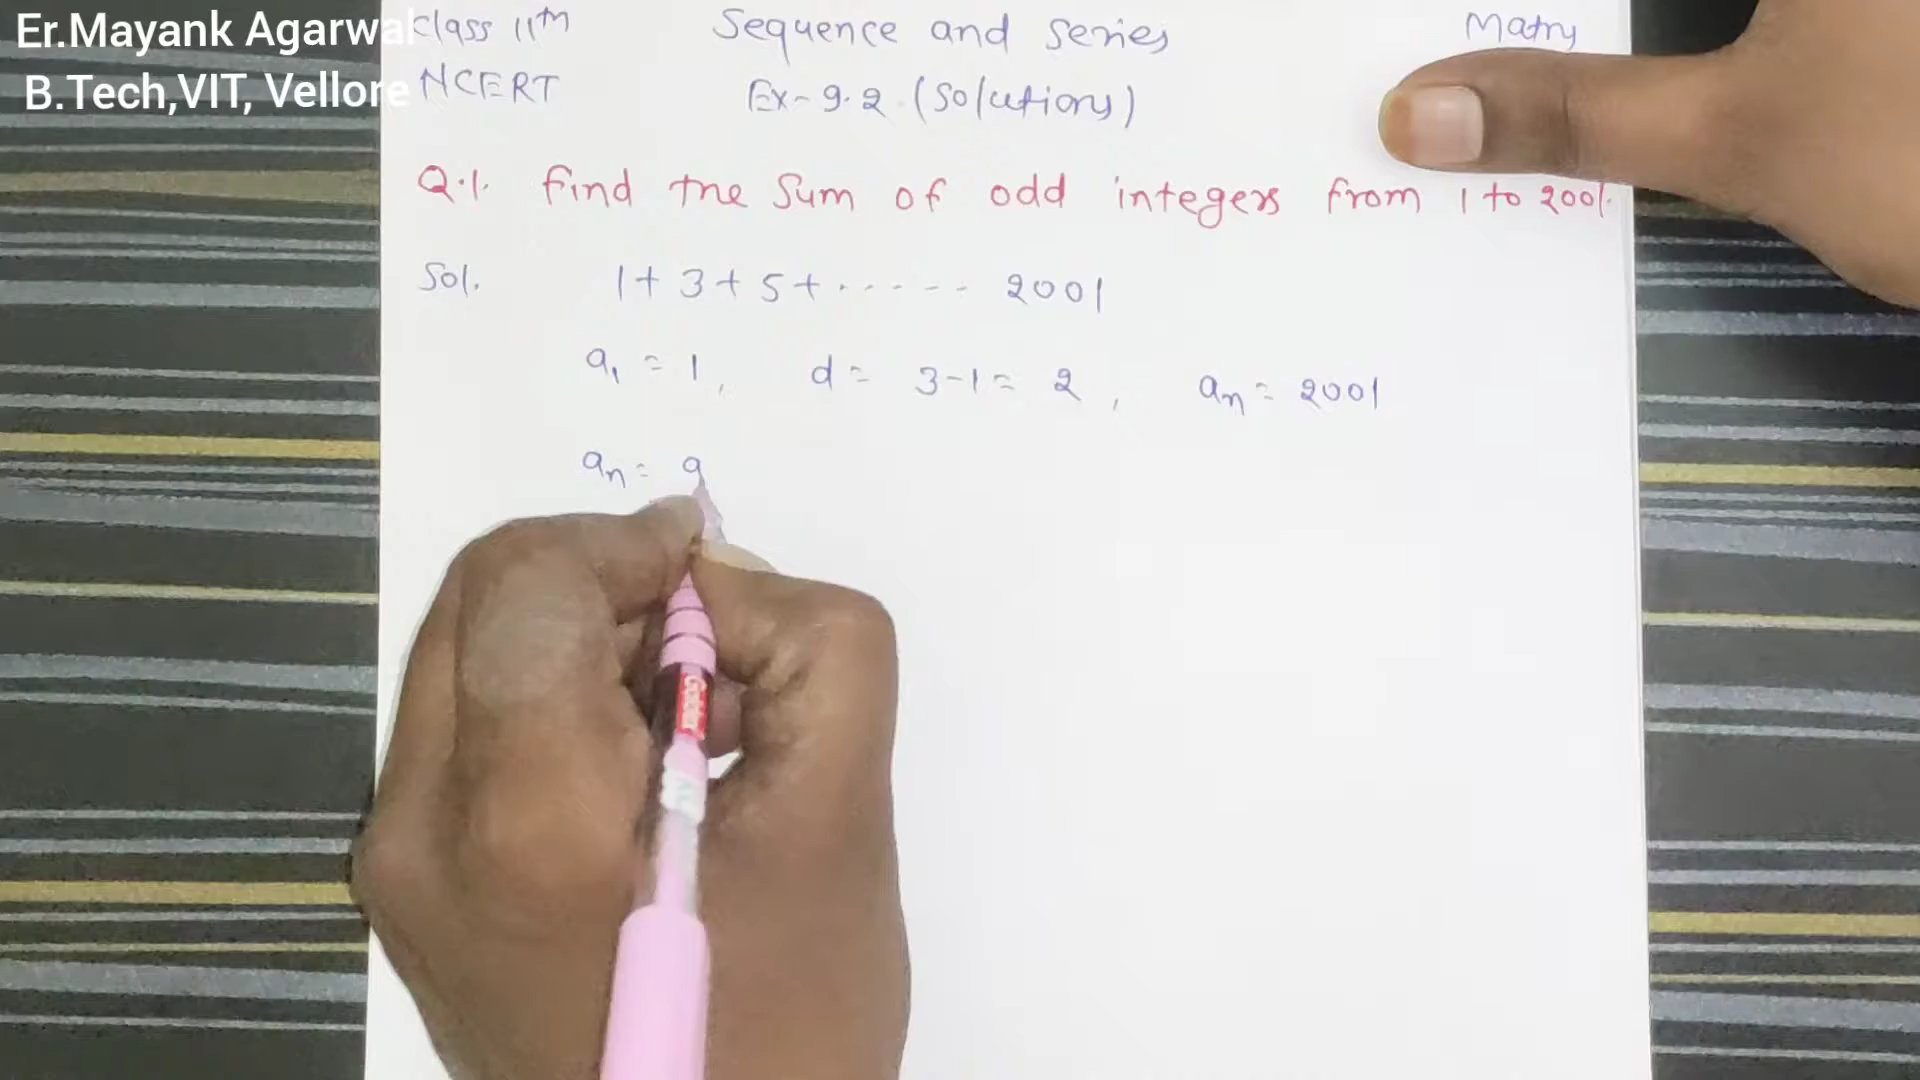 Er.Mayank Agarwal
B.Tech,VIT, Vellore
Class 11th Sequence and series Maths
NCERT Ex-9.2 (Solutions)
Q.1. find the Sum of odd integers from 1 to 2001.
Sol. 1+3+5+......- 2001
a₁ = 1, d = 3-1 = 2, aₙ = 2001
aₙ = a